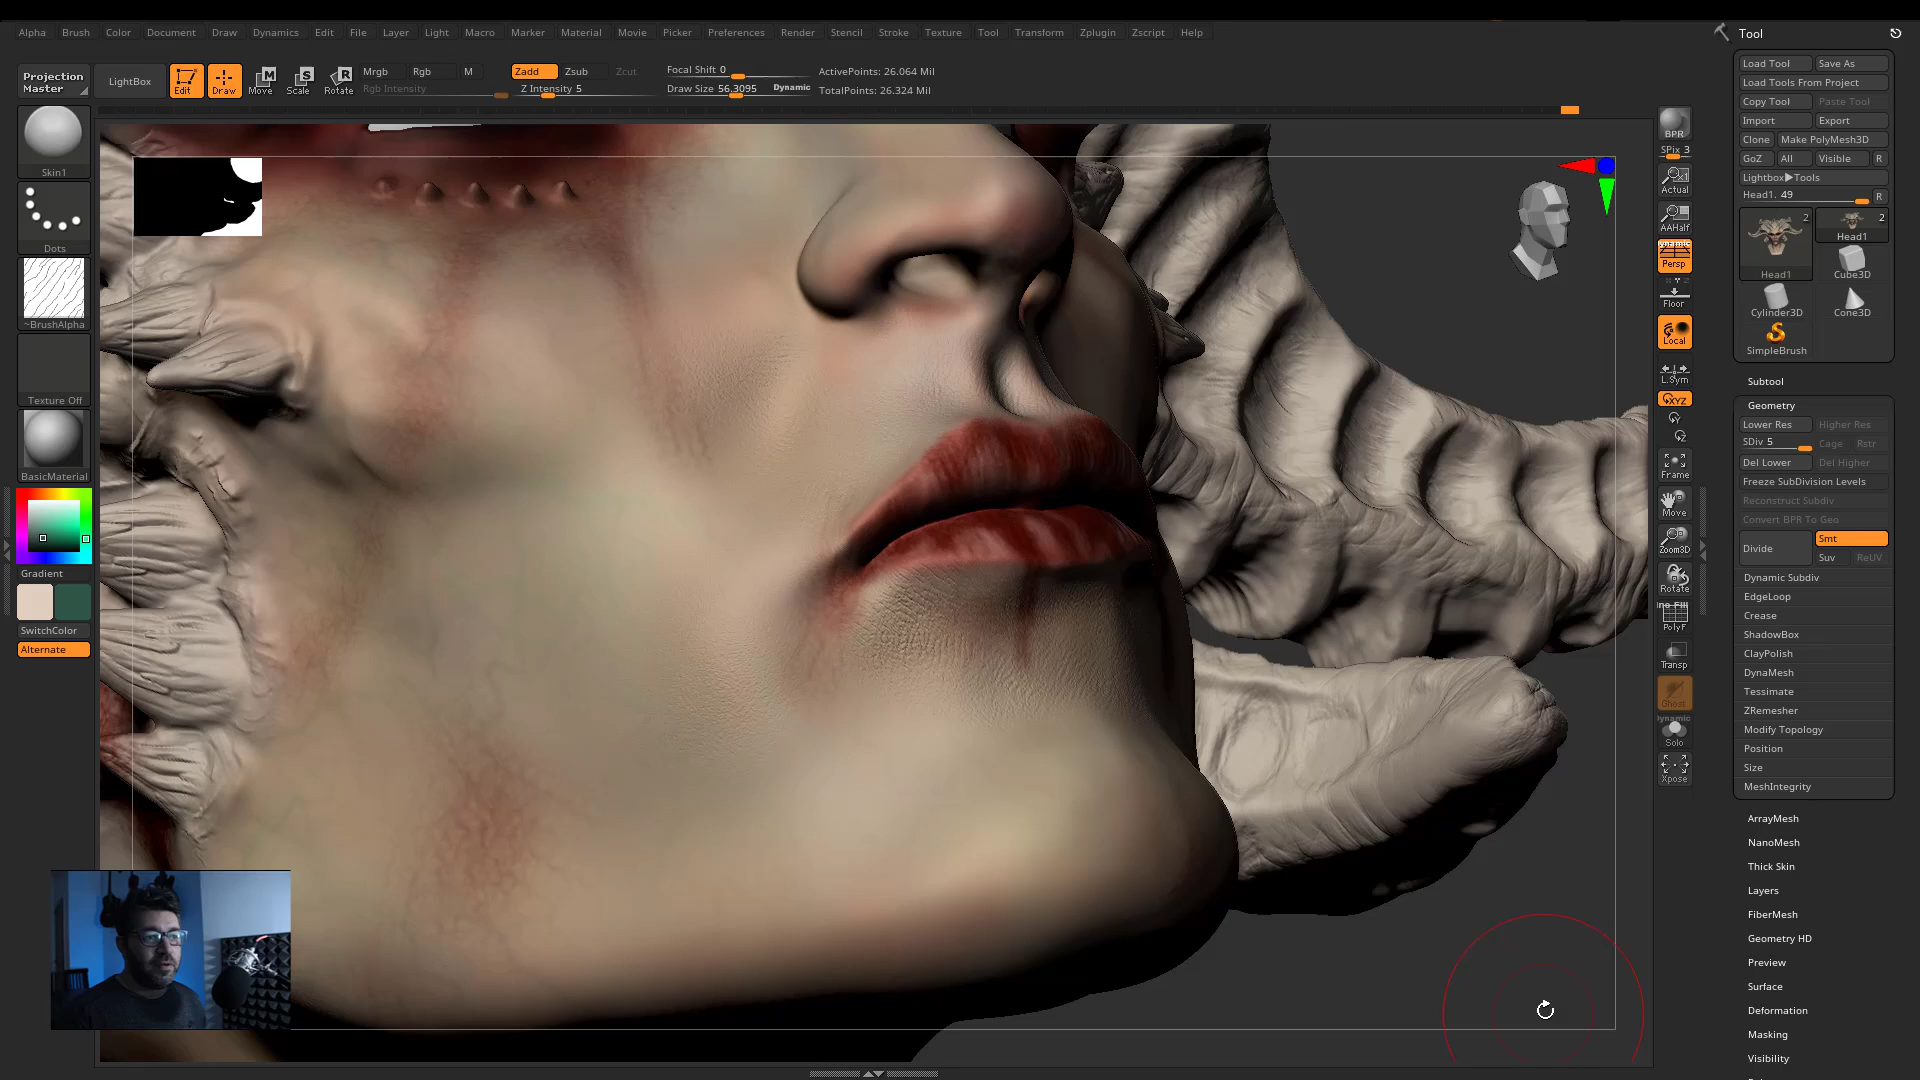 Alpha Brush Color Document Draw Dynamics Edit File Layer Light Macro Marker Material Movie Picker Preferences Render Stencil Stroke Texture Tool Transform Zplugin Zscript Help
Projection Master
LightBox
Edit
Draw
Move
Scale
Rotate
Mrgb Rgb M
Rgb Intensity
Zadd Zsub Zcut
Z Intensity 5
Focal Shift 0
Draw Size 56.3095 Dynamic
ActivePoints: 26.064 Mil
TotalPoints: 26.324 Mil
Skin1
Dots
~BrushAlpha
Texture Off
BasicMaterial
Gradient
SwitchColor
Alternate
BPR
SPix 3
Actual
AAHalf
Dynamic
Persp
Floor
Local
L.Sym
XYZ
Y
Z
Frame
Move
Zoom3D
Rotate
PolyF
Transp
Ghost
Dynamic
Solo
Xpose
Tool
Load Tool Save As
Load Tools From Project
Copy Tool Paste Tool
Import Export
Clone Make PolyMesh3D
GoZ All Visible R
Lightbox▶Tools
Head1. 49 R
2 2
Head1
Head1 Cube3D
Cylinder3D Cone3D
SimpleBrush
Subtool
Geometry
Lower Res Higher Res
SDiv 5 Cage Rstr
Del Lower Del Higher
Freeze SubDivision Levels
Reconstruct Subdiv
Convert BPR To Geo
Divide Smt
Suv ReUV
Dynamic Subdiv
EdgeLoop
Crease
ShadowBox
ClayPolish
DynaMesh
Tessimate
ZRemesher
Modify Topology
Position
Size
MeshIntegrity
ArrayMesh
NanoMesh
Thick Skin
Layers
FiberMesh
Geometry HD
Preview
Surface
Deformation
Masking
Visibility